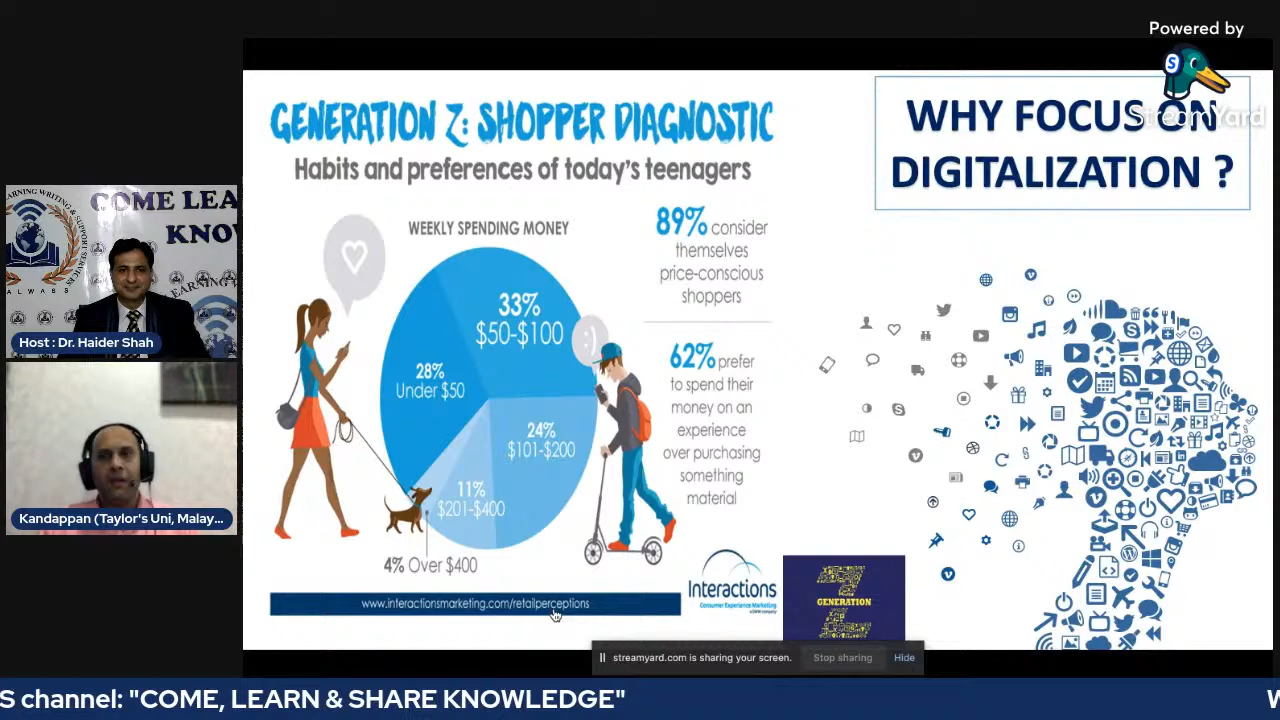 Powered by
StreamYard
GENERATION Z: SHOPPER DIAGNOSTIC
Habits and preferences of today's teenagers
WHY FOCUS ON
DIGITALIZATION ?
WEEKLY SPENDING MONEY
33%
$50-$100
28%
Under $50
24%
$101-$200
11%
$201-$400
4% Over $400
89% consider
themselves
price-conscious
shoppers
62% prefer
to spend their
money on an
experience
over purchasing
something
material
www.interactionsmarketing.com/retailperceptions
Interactions
Consumer Experience Marketing
GENERATION
COME LEA
KNOW
Host : Dr. Haider Shah
Kandappan (Taylor's Uni, Malay...
streamyard.com is sharing your screen.
Stop sharing
Hide
S channel: "COME, LEARN & SHARE KNOWLEDGE"
W